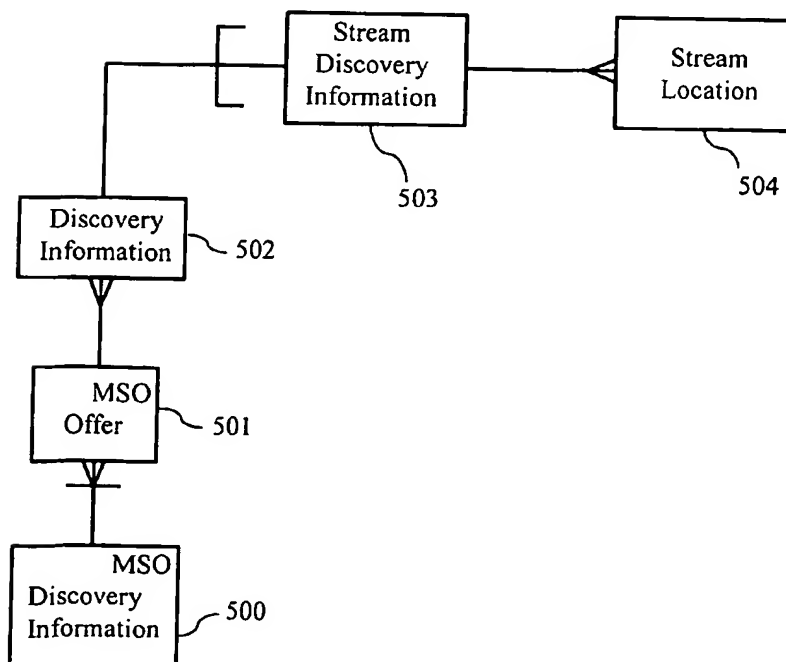 Stream
Discovery
Information
503
Stream
Location
504
Discovery
Information
502
MSO
Offer
501
MSO
Discovery
Information
500